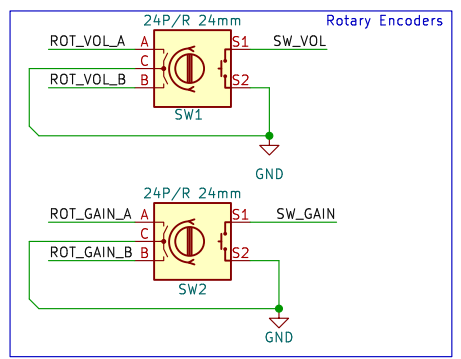 Rotary Encoders
24P/R 24mm
ROT_VOL_A A S1 SW_VOL
C
ROT_VOL_B B S2
SW1
GND
24P/R 24mm
ROT_GAIN_A A S1 SW_GAIN
C
ROT_GAIN_B B S2
SW2
GND